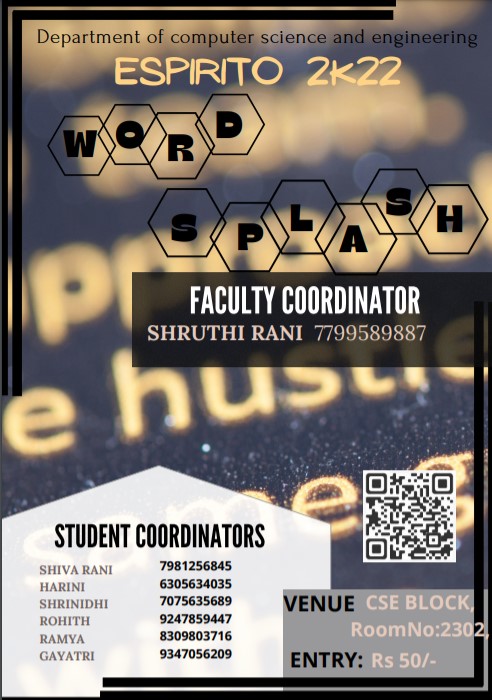 Department of computer science and engineering
ESPIRITO 2K22
WORD
SPLASH
FACULTY COORDINATOR
SHRUTHI RANI 7799589887
STUDENT COORDINATORS
SHIVA RANI 7981256845
HARINI 6305634035
SHRINIDHI 7075635689
ROHITH 9247859447
RAMYA 8309803716
GAYATRI 9347056209
VENUE CSE BLOCK,
RoomNo:2302,
ENTRY: Rs 50/-